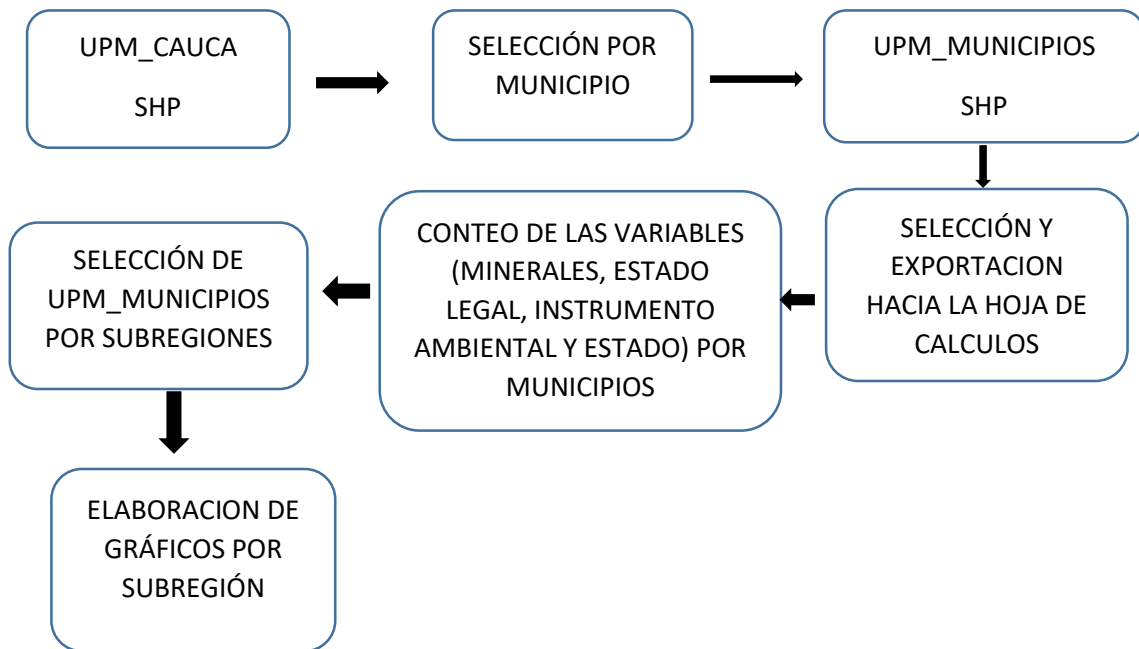 UPM_CAUCA
SHP
SELECCIÓN POR
MUNICIPIO
UPM_MUNICIPIOS
SHP
SELECCIÓN Y
EXPORTACION
HACIA LA HOJA DE
CALCULOS
CONTEO DE LAS VARIABLES
(MINERALES, ESTADO
LEGAL, INSTRUMENTO
AMBIENTAL Y ESTADO) POR
MUNICIPIOS
SELECCIÓN DE
UPM_MUNICIPIOS
POR SUBREGIONES
ELABORACION DE
GRÁFICOS POR
SUBREGIÓN